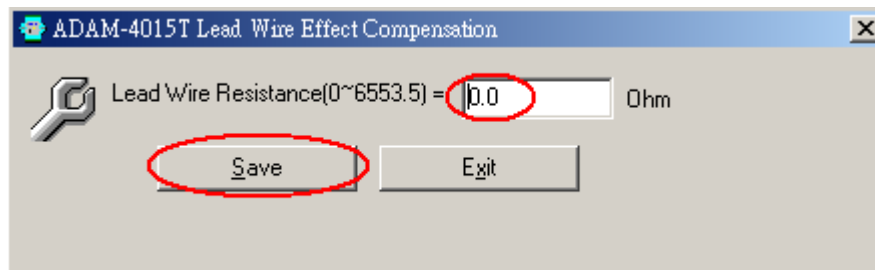 ADAM-4015T Lead Wire Effect Compensation
Lead Wire Resistance(0~6553.5) = 0.0 Ohm
Save Exit